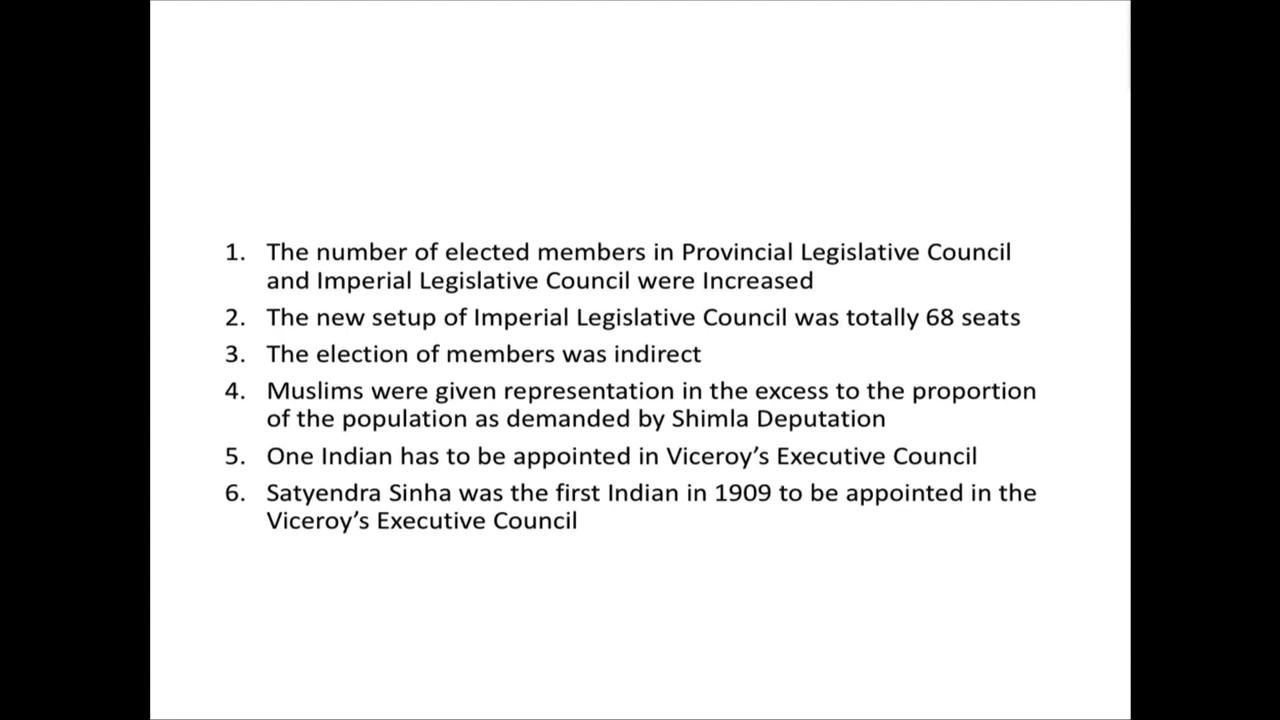 1. The number of elected members in Provincial Legislative Council
and Imperial Legislative Council were Increased
2. The new setup of Imperial Legislative Council was totally 68 seats
3. The election of members was indirect
4. Muslims were given representation in the excess to the proportion
of the population as demanded by Shimla Deputation
5. One Indian has to be appointed in Viceroy’s Executive Council
6. Satyendra Sinha was the first Indian in 1909 to be appointed in the
Viceroy’s Executive Council